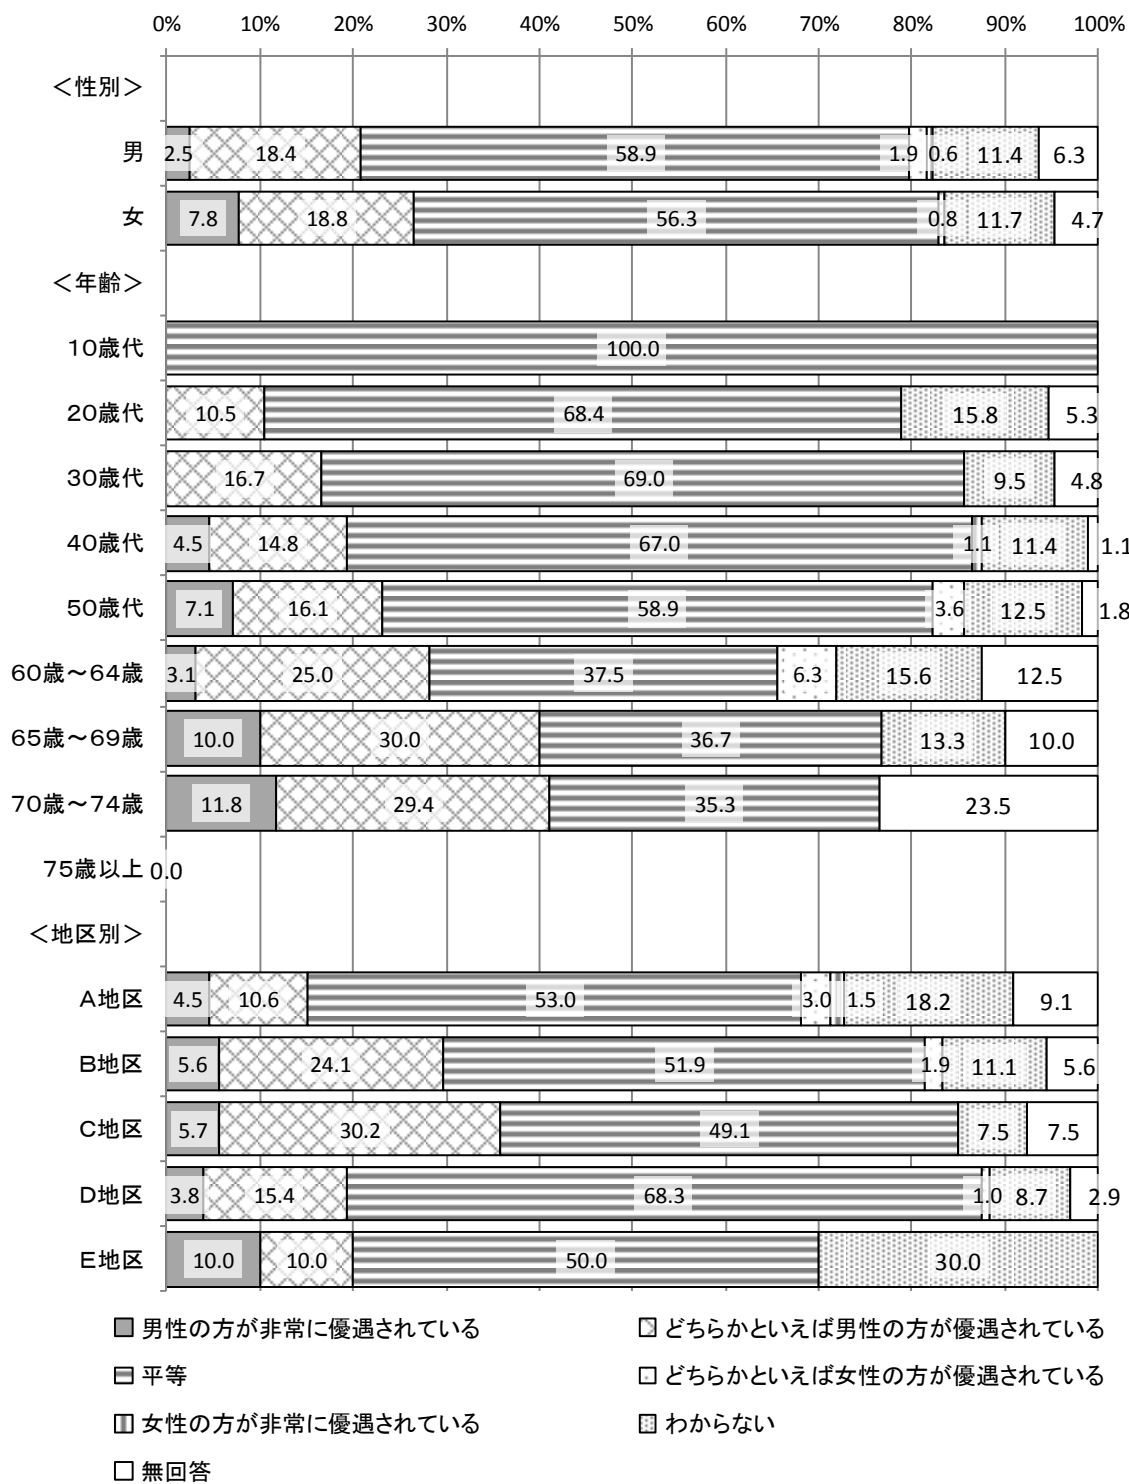 0% 10% 20% 30% 40% 50% 60% 70% 80% 90% 100%
＜性別＞
男 2.5 18.4 58.9 1.9 0.6 11.4 6.3
女 7.8 18.8 56.3 0.8 11.7 4.7
＜年齢＞
10歳代 100.0
20歳代 10.5 68.4 15.8 5.3
30歳代 16.7 69.0 9.5 4.8
40歳代 4.5 14.8 67.0 1.1 11.4 1.1
50歳代 7.1 16.1 58.9 3.6 12.5 1.8
60歳～64歳 3.1 25.0 37.5 6.3 15.6 12.5
65歳～69歳 10.0 30.0 36.7 13.3 10.0
70歳～74歳 11.8 29.4 35.3 23.5
75歳以上 0.0
＜地区別＞
A地区 4.5 10.6 53.0 3.0 1.5 18.2 9.1
B地区 5.6 24.1 51.9 1.9 11.1 5.6
C地区 5.7 30.2 49.1 7.5 7.5
D地区 3.8 15.4 68.3 1.0 8.7 2.9
E地区 10.0 10.0 50.0 30.0
男性の方が非常に優遇されている どちらかといえば男性の方が優遇されている
平等 どちらかといえば女性の方が優遇されている
女性の方が非常に優遇されている わからない
無回答